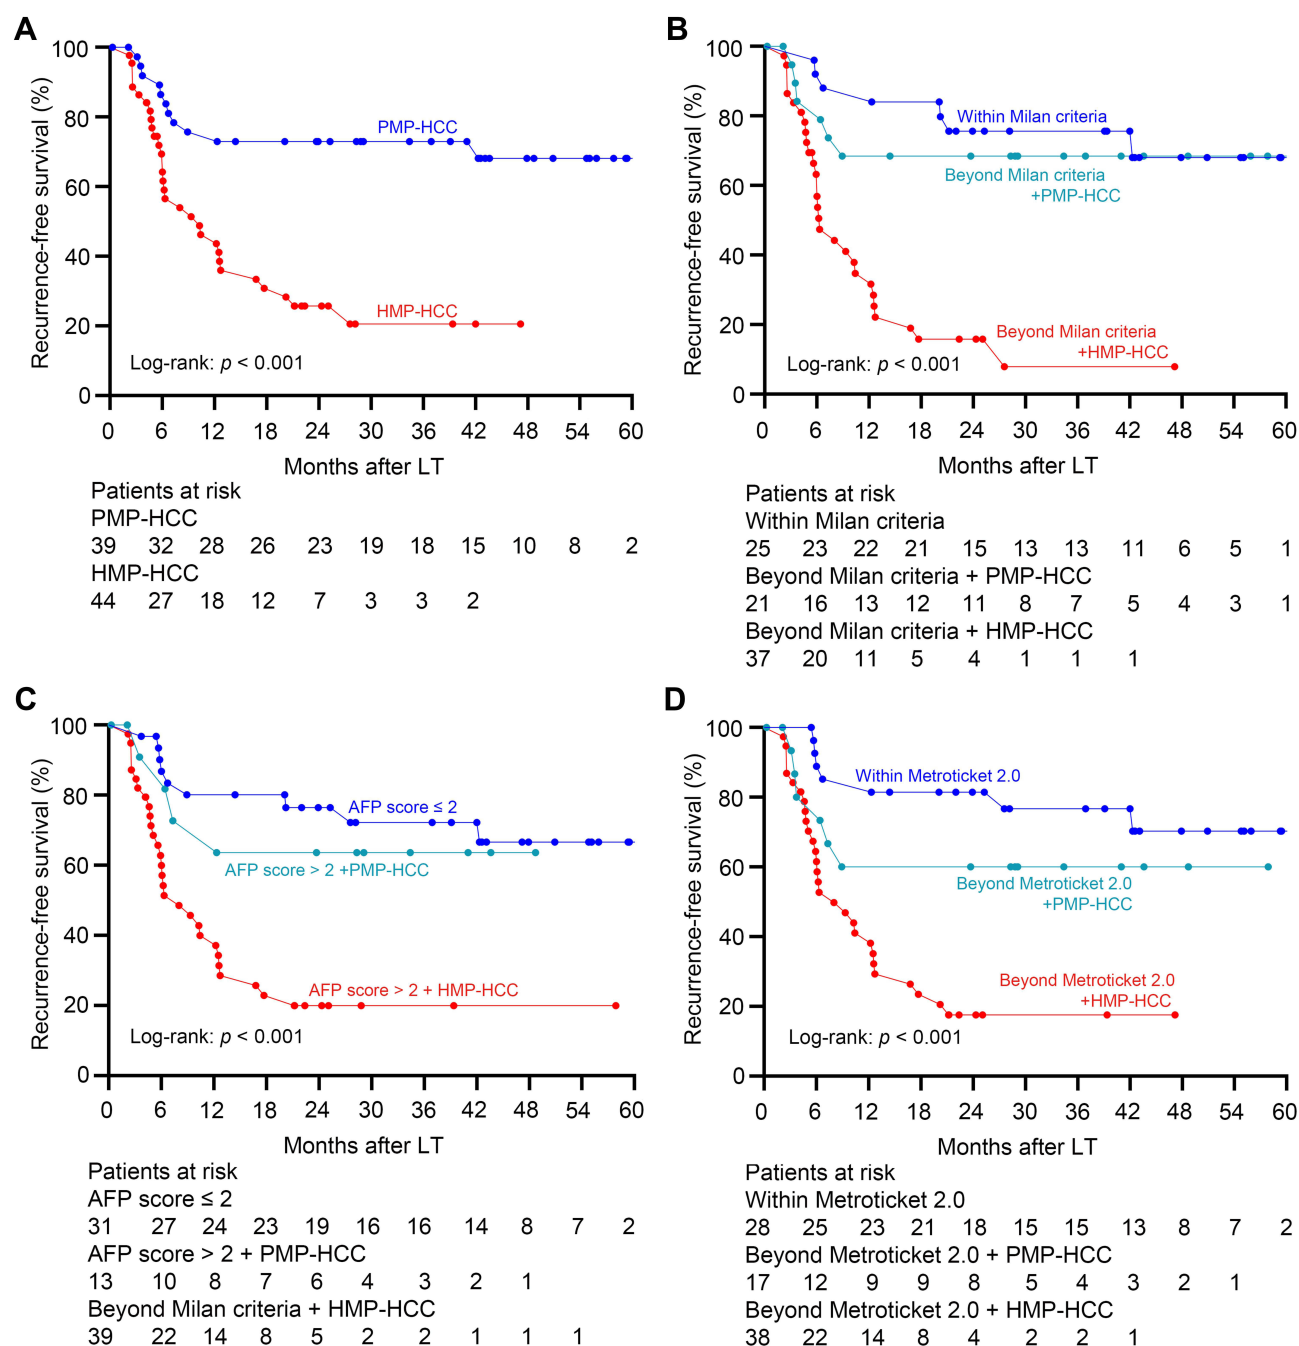 A
100
80
60
40
20
0
Recurrence-free survival (%)
PMP-HCC
HMP-HCC
Log-rank: p < 0.001
0 6 12 18 24 30 36 42 48 54 60
Months after LT
Patients at risk
PMP-HCC
39 32 28 26 23 19 18 15 10 8 2
HMP-HCC
44 27 18 12 7 3 3 2
B
100
80
60
40
20
0
Recurrence-free survival (%)
Within Milan criteria
Beyond Milan criteria
+PMP-HCC
Beyond Milan criteria
+HMP-HCC
Log-rank: p < 0.001
0 6 12 18 24 30 36 42 48 54 60
Months after LT
Patients at risk
Within Milan criteria
25 23 22 21 15 13 13 11 6 5 1
Beyond Milan criteria + PMP-HCC
21 16 13 12 11 8 7 5 4 3 1
Beyond Milan criteria + HMP-HCC
37 20 11 5 4 1 1 1
C
100
80
60
40
20
0
Recurrence-free survival (%)
AFP score ≤ 2
AFP score > 2 +PMP-HCC
AFP score > 2 + HMP-HCC
Log-rank: p < 0.001
0 6 12 18 24 30 36 42 48 54 60
Months after LT
Patients at risk
AFP score ≤ 2
31 27 24 23 19 16 16 14 8 7 2
AFP score > 2 + PMP-HCC
13 10 8 7 6 4 3 2 1
Beyond Milan criteria + HMP-HCC
39 22 14 8 5 2 2 1 1 1
D
100
80
60
40
20
0
Recurrence-free survival (%)
Within Metroticket 2.0
Beyond Metroticket 2.0
+PMP-HCC
Beyond Metroticket 2.0
+HMP-HCC
Log-rank: p < 0.001
0 6 12 18 24 30 36 42 48 54 60
Months after LT
Patients at risk
Within Metroticket 2.0
28 25 23 21 18 15 15 13 8 7 2
Beyond Metroticket 2.0 + PMP-HCC
17 12 9 9 8 5 4 3 2 1
Beyond Metroticket 2.0 + HMP-HCC
38 22 14 8 4 2 2 1